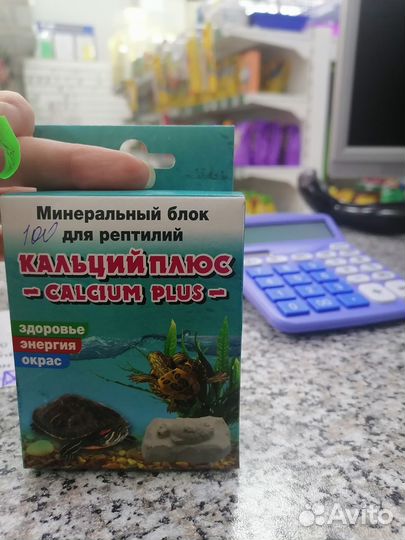 Минеральный блок
100 для рептилий
КАЛЬЦИЙ ПЛЮС
- CALCIUM PLUS -
здоровье
энергия
окрас
Avito